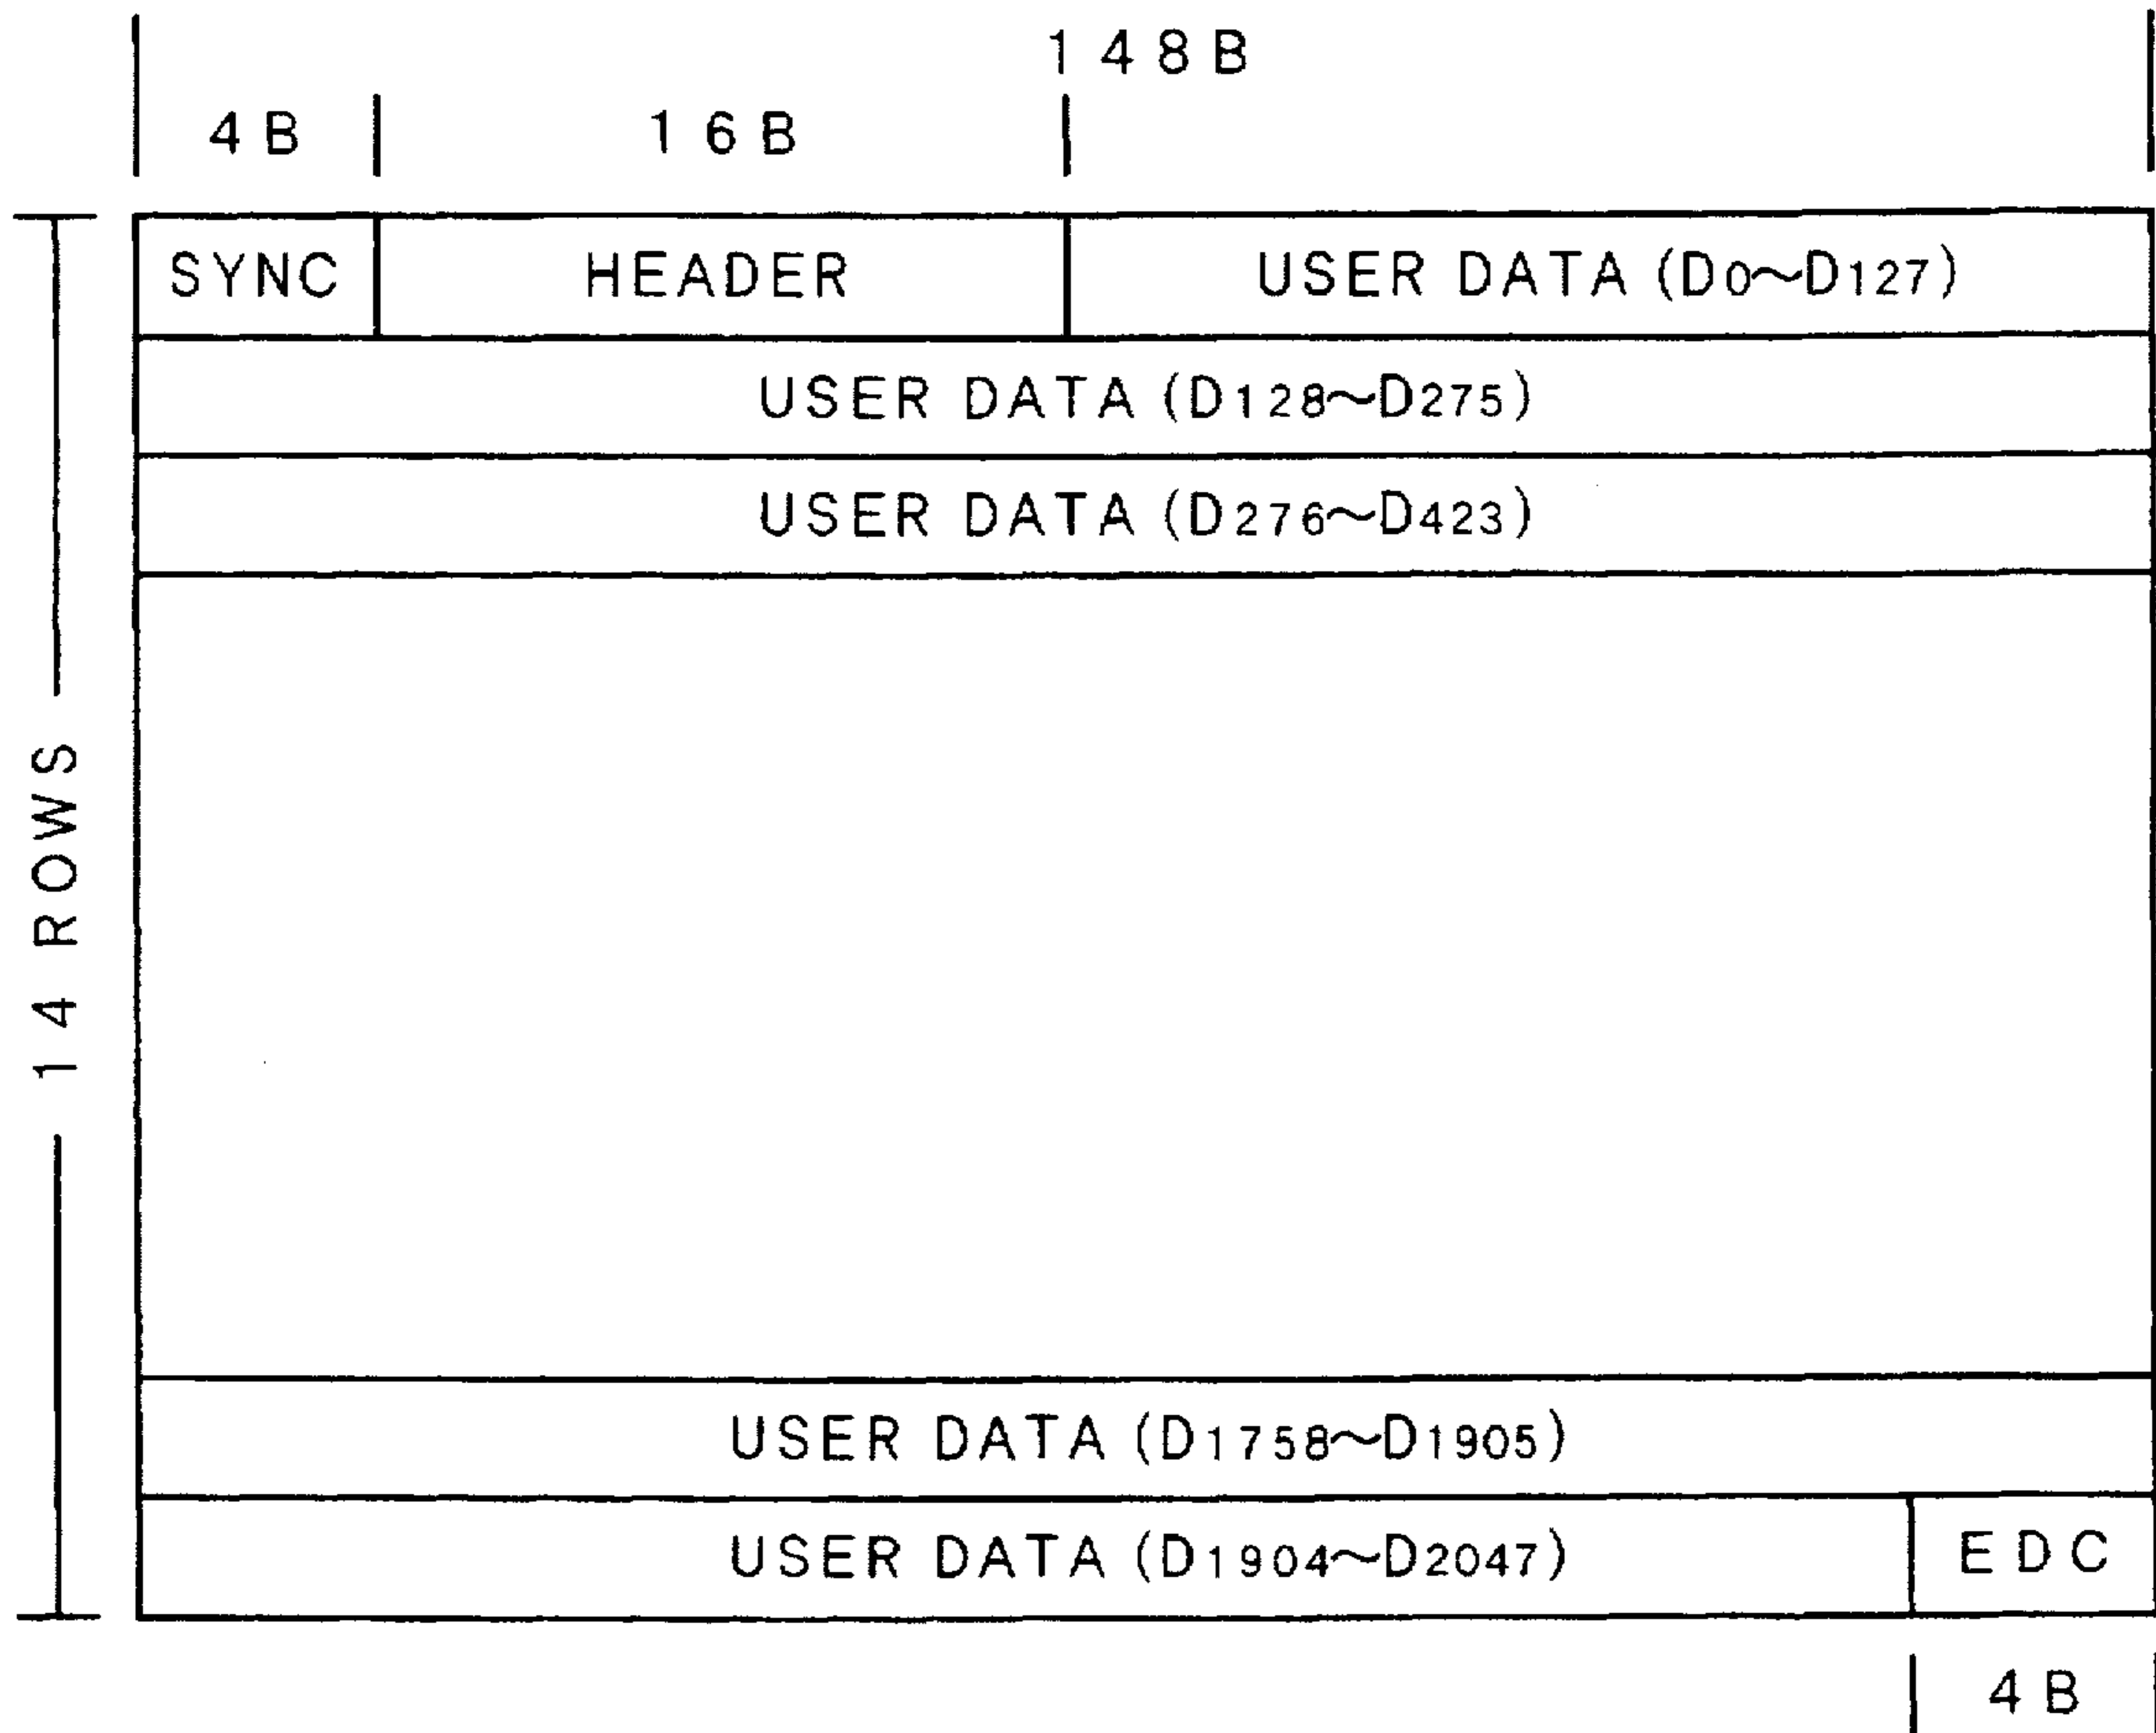 148B
4B 16B
SYNC HEADER USER DATA (D0~D127)
USER DATA (D128~D275)
USER DATA (D276~D423)
14 ROWS
USER DATA (D1758~D1905)
USER DATA (D1904~D2047) EDC
4B